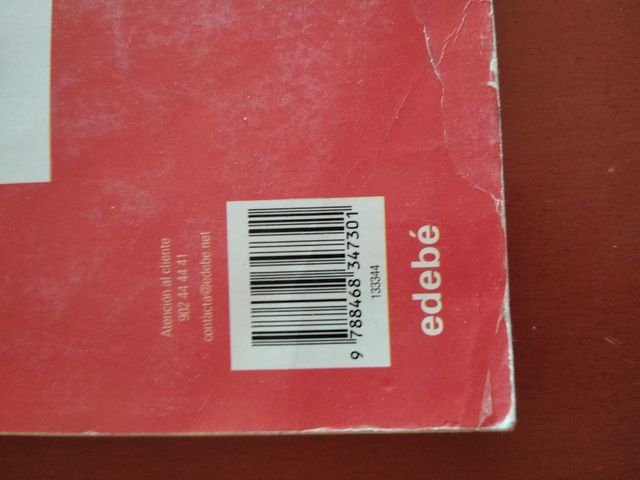 Atención al cliente
902 44 44 41
contacta@edebe.net
9 788468 347301
133344
edebé